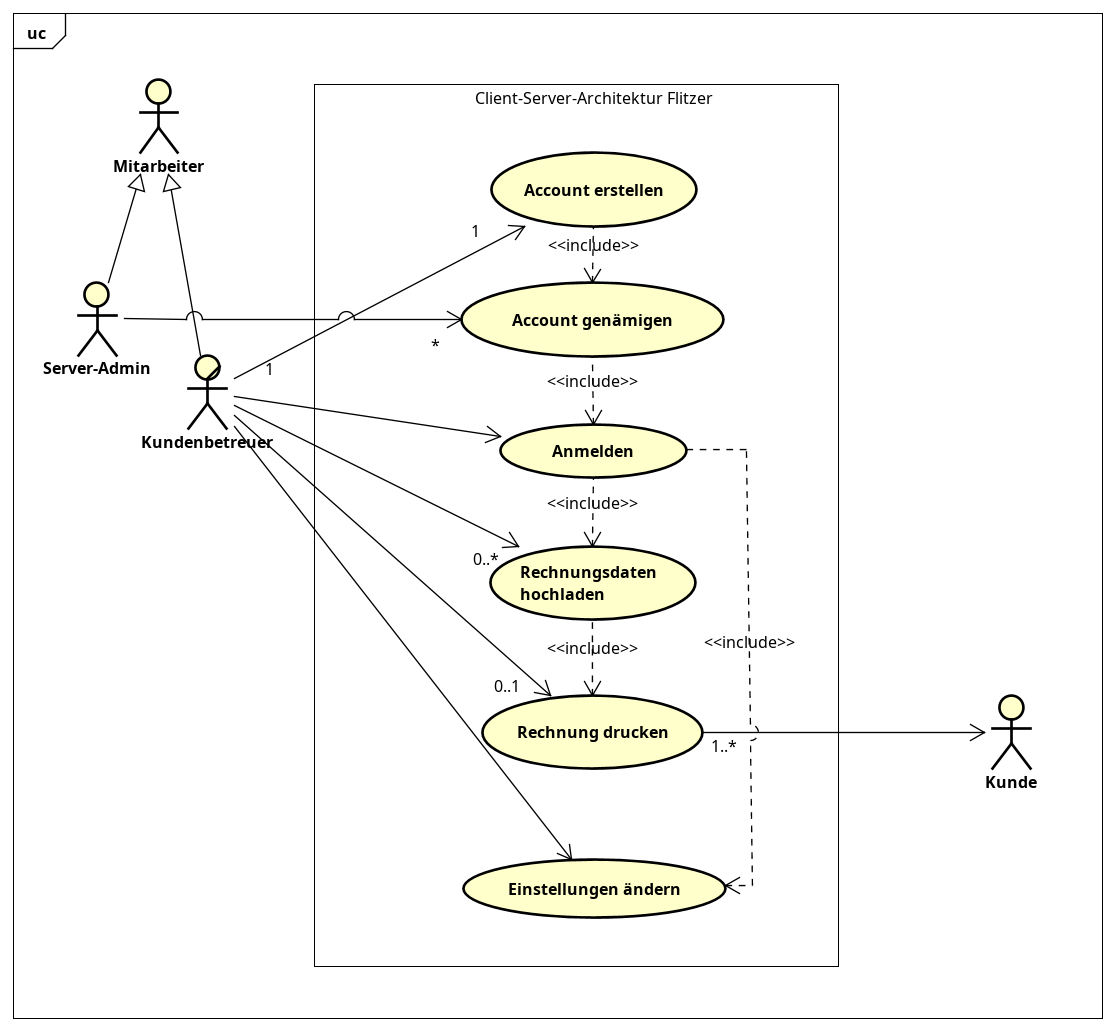 uc
Client-Server-Architektur Flitzer
Mitarbeiter
Account erstellen
1
<<include>>
Account genämigen
*
Server-Admin
1
<<include>>
Kundenbetreuer
Anmelden
<<include>>
0..*
Rechnungsdaten
hochladen
<<include>>
<<include>>
0..1
Rechnung drucken
1..*
Kunde
Einstellungen ändern